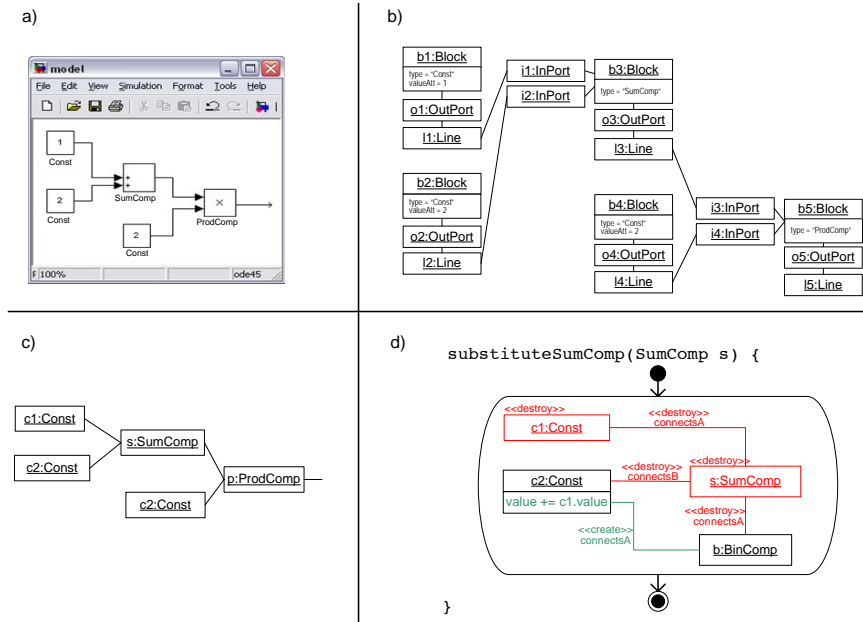 a)
model
File Edit View Simulation Format Tools Help
1
Const
+
+
SumComp
2
Const
×
ProdComp
2
Const
F 100%
ode45
b)
b1:Block
type = "Const"
valueAtt = 1
o1:OutPort
l1:Line
i1:InPort
i2:InPort
b3:Block
type = "SumComp"
o3:OutPort
l3:Line
b2:Block
type = "Const"
valueAtt = 2
o2:OutPort
l2:Line
b4:Block
type = "Const"
valueAtt = 2
o4:OutPort
l4:Line
i3:InPort
i4:InPort
b5:Block
type = "ProdComp"
o5:OutPort
l5:Line
c)
c1:Const
s:SumComp
c2:Const
p:ProdComp
c2:Const
d)
substituteSumComp(SumComp s) {
<<destroy>>
c1:Const
<<destroy>>
connectsA
c2:Const
value += c1.value
<<destroy>>
connectsB
<<destroy>>
s:SumComp
<<destroy>>
connectsA
<<create>>
connectsA
b:BinComp
}